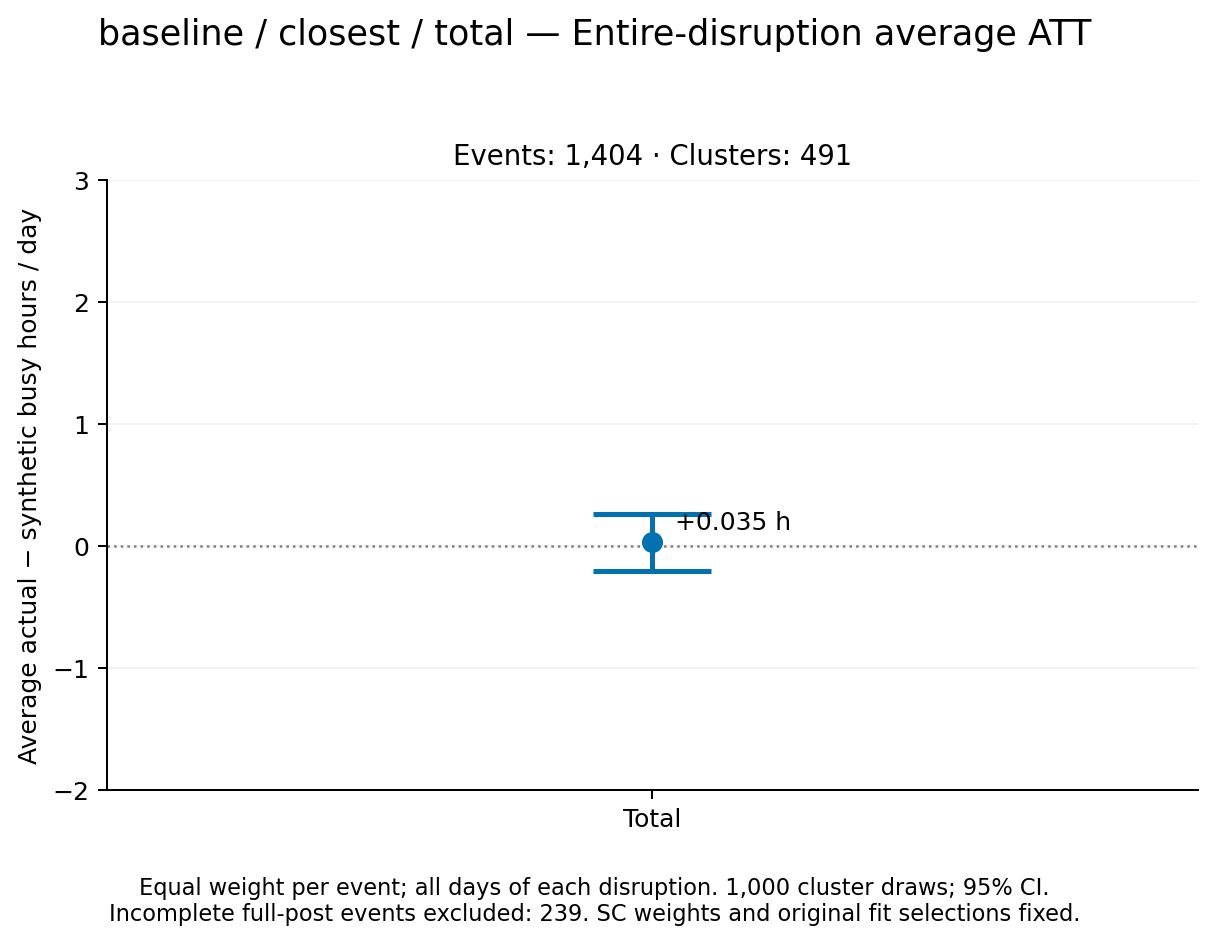 baseline / closest / total — Entire-disruption average ATT
Events: 1,404 · Clusters: 491
Average actual − synthetic busy hours / day
3
2
1
0
−1
−2
+0.035 h
Total
Equal weight per event; all days of each disruption. 1,000 cluster draws; 95% CI.
Incomplete full-post events excluded: 239. SC weights and original fit selections fixed.